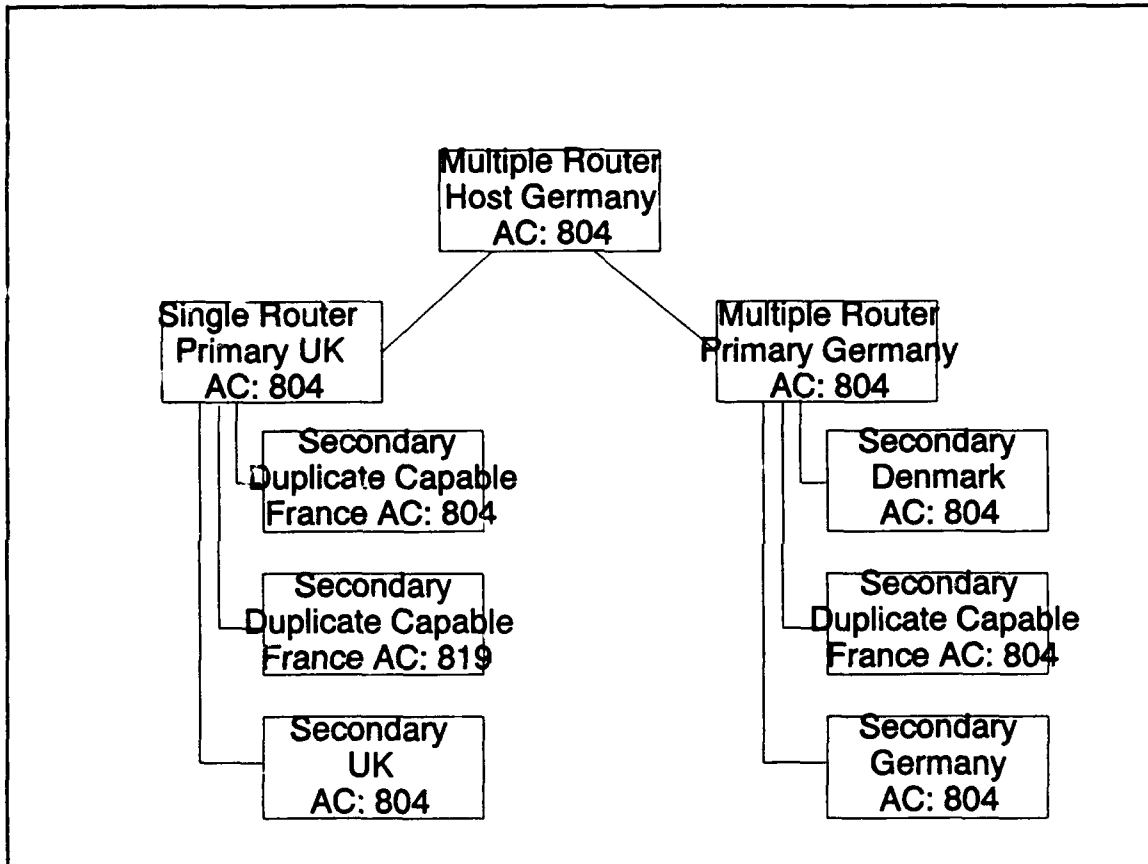 Multiple Router
Host Germany
AC: 804
Single Router
Primary UK
AC: 804
Multiple Router
Primary Germany
AC: 804
Secondary
Duplicate Capable
France AC: 804
Secondary
Duplicate Capable
France AC: 819
Secondary
UK
AC: 804
Secondary
Denmark
AC: 804
Secondary
Duplicate Capable
France AC: 804
Secondary
Germany
AC: 804